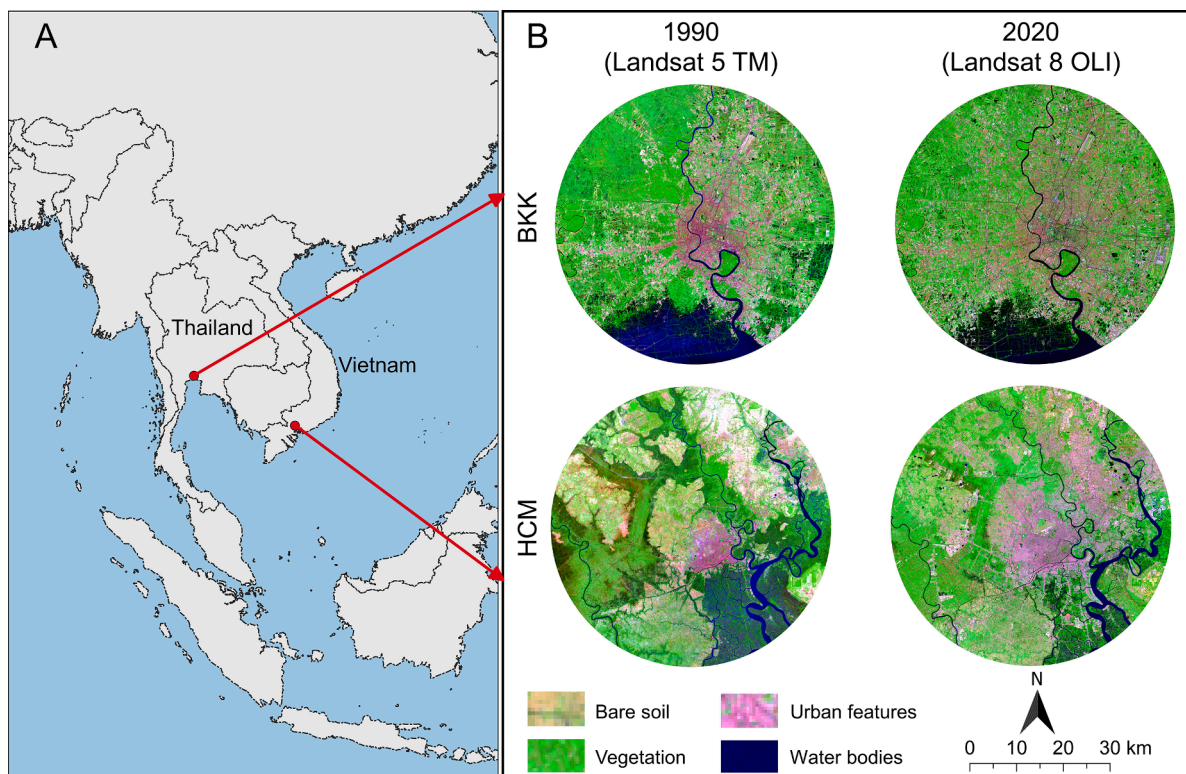 A
Thailand
Vietnam
B
1990
(Landsat 5 TM)
2020
(Landsat 8 OLI)
BKK
HCM
Bare soil
Urban features
Vegetation
Water bodies
N
0 10 20 30 km